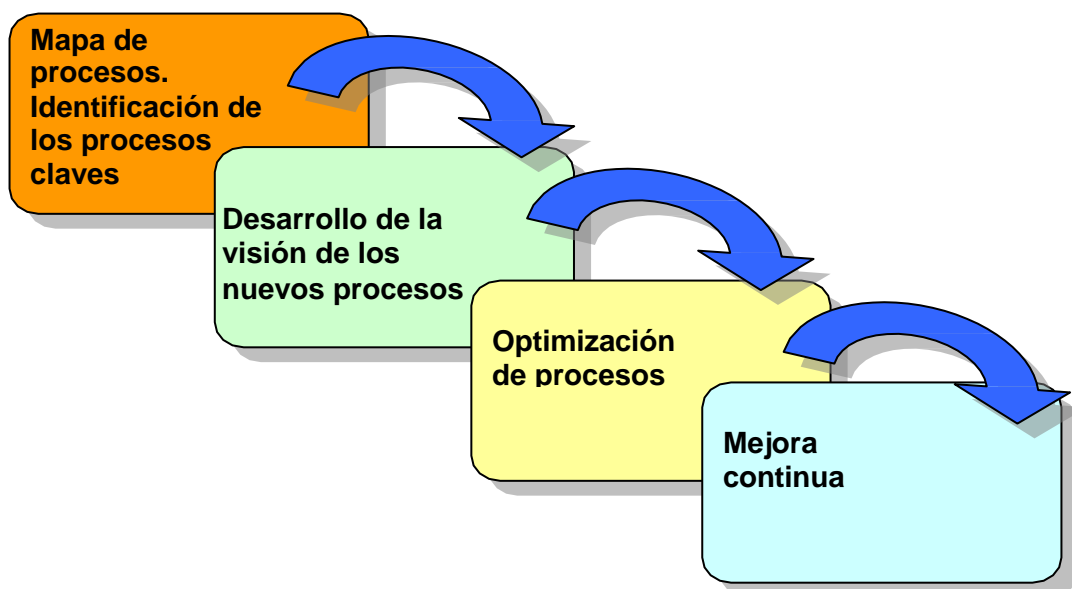 Mapa de
procesos.
Identificación de
los procesos
claves
Desarrollo de la
visión de los
nuevos procesos
Optimización
de procesos
Mejora
continua